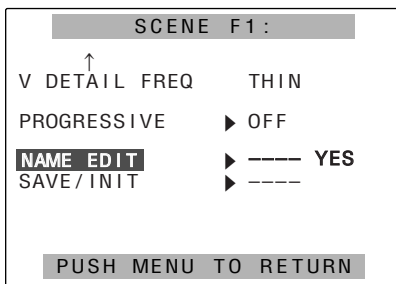 SCENE F1:
↑
V DETAIL FREQ THIN
PROGRESSIVE ▶ OFF
NAME EDIT ▶ ---- YES
SAVE/INIT ▶ ----
PUSH MENU TO RETURN